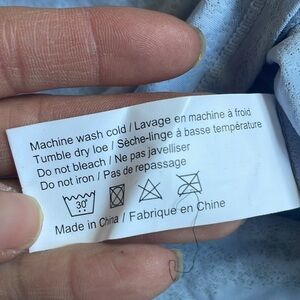 Machine wash cold / Lavage en machine à froid
Tumble dry loe / Sèche-linge à basse température
Do not bleach / Ne pas javelliser
Do not iron / Pas de repassage
30°
Made in China / Fabrique en Chine